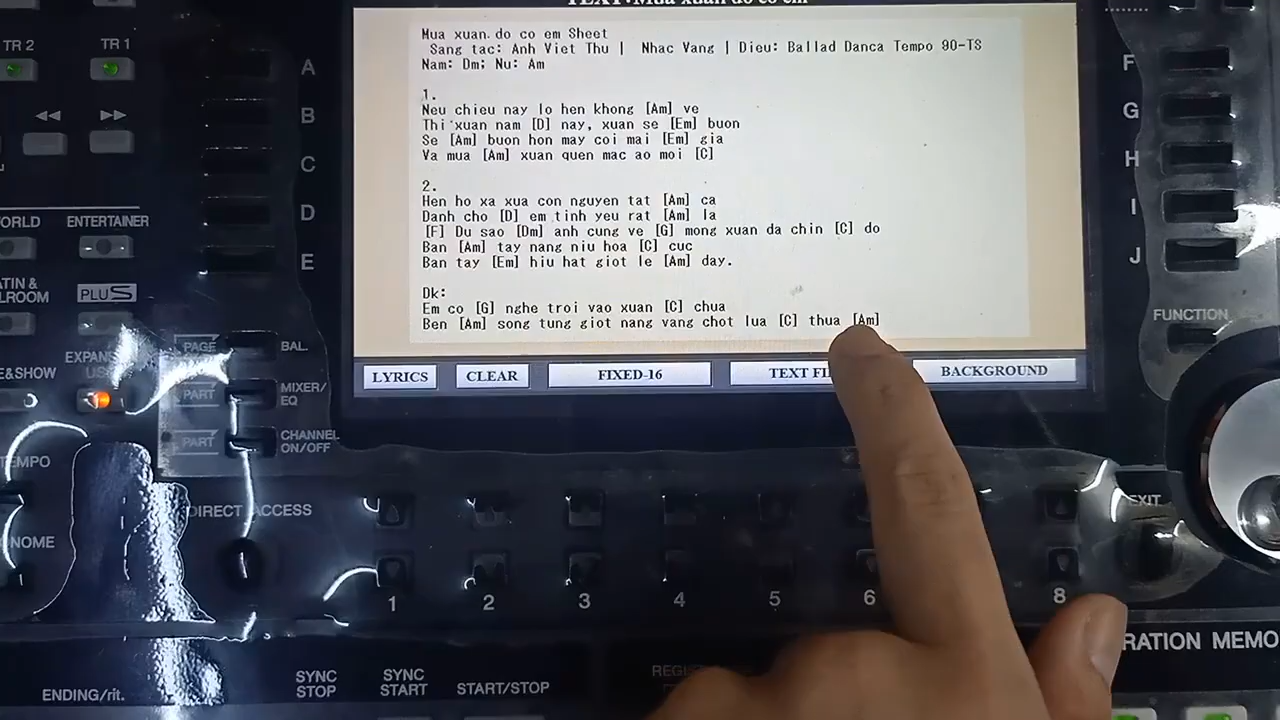 TEXT: Mua xuan do co em
Mua xuan do co em Sheet
Sang tac: Anh Viet Thu | Nhac Vang | Dieu: Ballad Danca Tempo 90-TS
Nam: Dm; Nu: Am
1.
Neu chieu nay lo hen khong [Am] ve
Thi xuan nam [D] nay, xuan se [Em] buon
Se [Am] buon hon may coi mai [Em] gia
Va mua [Am] xuan quen mac ao moi [C]
2.
Hen ho xa xua con nguyen tat [Am] ca
Danh cho [D] em tinh yeu rat [Am] la
[F] Du sao [Dm] anh cung ve [G] mong xuan da chin [C] do
Ban [Am] tay nang niu hoa [C] cuc
Ban tay [Em] hiu hat giot le [Am] day.
Dk:
Em co [G] nghe troi vao xuan [C] chua
Ben [Am] song tung giot nang vang chot lua [C] thua [Am]
LYRICS
CLEAR
FIXED-16
TEXT
BACKGROUND
TR 2
TR 1
ENTERTAINER
PLUS
A
B
C
D
E
F
G
H
I
J
PAGE
BAL.
PART
MIXER/
EQ
PART
CHANNEL
ON/OFF
FUNCTION
DIRECT ACCESS
EXIT
1
2
3
4
5
6
8
ENDING/rit.
SYNC
STOP
SYNC
START
START/STOP